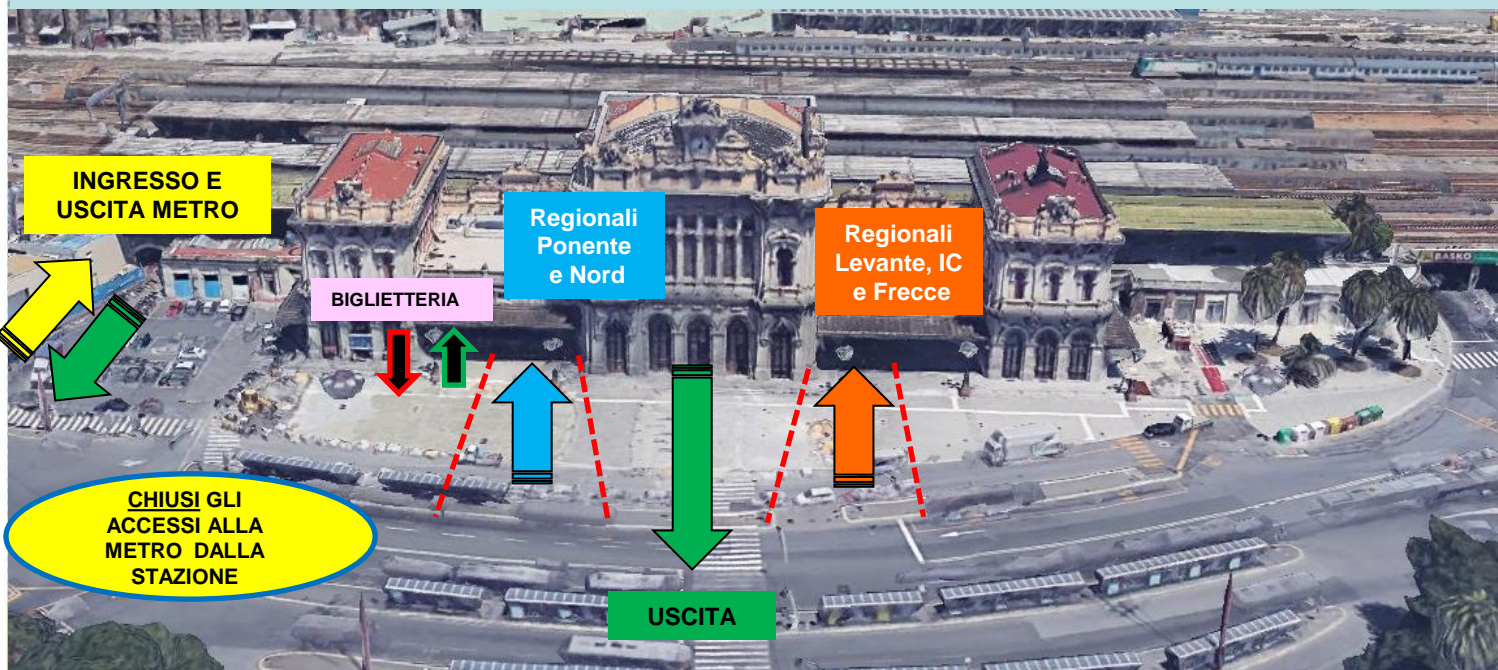 INGRESSO E
USCITA METRO
Regionali
Ponente
e Nord
Regionali
Levante, IC
e Frecce
BASKO
BIGLIETTERIA
CHIUSI GLI
ACCESSI ALLA
METRO DALLA
STAZIONE
USCITA